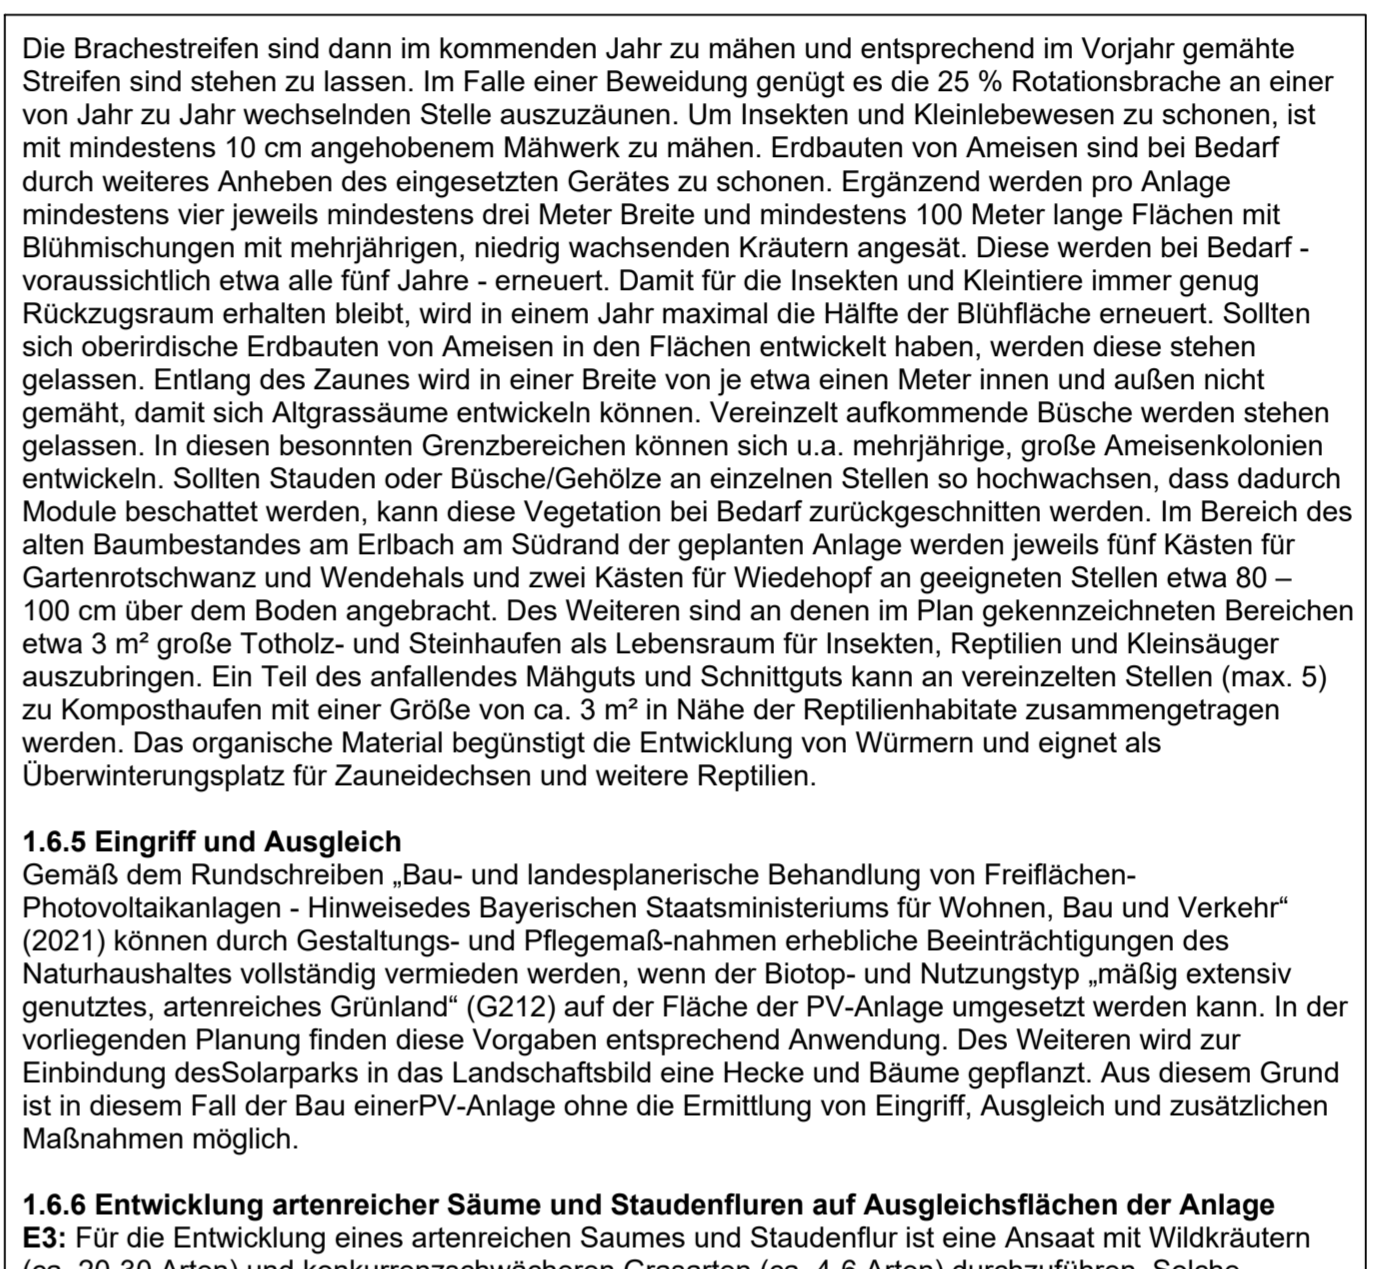 Die Brachestreifen sind dann im kommenden Jahr zu mähen und entsprechend im Vorjahr gemähte
Streifen sind stehen zu lassen. Im Falle einer Beweidung genügt es die 25 % Rotationsbrache an einer
von Jahr zu Jahr wechselnden Stelle auszuzäunen. Um Insekten und Kleinlebewesen zu schonen, ist
mit mindestens 10 cm angehobenem Mähwerk zu mähen. Erdbauten von Ameisen sind bei Bedarf
durch weiteres Anheben des eingesetzten Gerätes zu schonen. Ergänzend werden pro Anlage
mindestens vier jeweils mindestens drei Meter Breite und mindestens 100 Meter lange Flächen mit
Blühmischungen mit mehrjährigen, niedrig wachsenden Kräutern angesät. Diese werden bei Bedarf -
voraussichtlich etwa alle fünf Jahre - erneuert. Damit für die Insekten und Kleintiere immer genug
Rückzugsraum erhalten bleibt, wird in einem Jahr maximal die Hälfte der Blühfläche erneuert. Sollten
sich oberirdische Erdbauten von Ameisen in den Flächen entwickelt haben, werden diese stehen
gelassen. Entlang des Zaunes wird in einer Breite von je etwa einen Meter innen und außen nicht
gemäht, damit sich Altgrassäume entwickeln können. Vereinzelt aufkommende Büsche werden stehen
gelassen. In diesen besonnten Grenzbereichen können sich u.a. mehrjährige, große Ameisenkolonien
entwickeln. Sollten Stauden oder Büsche/Gehölze an einzelnen Stellen so hochwachsen, dass dadurch
Module beschattet werden, kann diese Vegetation bei Bedarf zurückgeschnitten werden. Im Bereich des
alten Baumbestandes am Erlbach am Südrand der geplanten Anlage werden jeweils fünf Kästen für
Gartenrotschwanz und Wendehals und zwei Kästen für Wiedehopf an geeigneten Stellen etwa 80 –
100 cm über dem Boden angebracht. Des Weiteren sind an denen im Plan gekennzeichneten Bereichen
etwa 3 m² große Totholz- und Steinhaufen als Lebensraum für Insekten, Reptilien und Kleinsäuger
auszubringen. Ein Teil des anfallendes Mähguts und Schnittguts kann an vereinzelten Stellen (max. 5)
zu Komposthaufen mit einer Größe von ca. 3 m² in Nähe der Reptilienhabitate zusammengetragen
werden. Das organische Material begünstigt die Entwicklung von Würmern und eignet als
Überwinterungsplatz für Zauneidechsen und weitere Reptilien.
1.6.5 Eingriff und Ausgleich
Gemäß dem Rundschreiben „Bau- und landesplanerische Behandlung von Freiflächen-
Photovoltaikanlagen - Hinweisedes Bayerischen Staatsministeriums für Wohnen, Bau und Verkehr“
(2021) können durch Gestaltungs- und Pflegemaß-nahmen erhebliche Beeinträchtigungen des
Naturhaushaltes vollständig vermieden werden, wenn der Biotop- und Nutzungstyp „mäßig extensiv
genutztes, artenreiches Grünland“ (G212) auf der Fläche der PV-Anlage umgesetzt werden kann. In der
vorliegenden Planung finden diese Vorgaben entsprechend Anwendung. Des Weiteren wird zur
Einbindung desSolarparks in das Landschaftsbild eine Hecke und Bäume gepflanzt. Aus diesem Grund
ist in diesem Fall der Bau einerPV-Anlage ohne die Ermittlung von Eingriff, Ausgleich und zusätzlichen
Maßnahmen möglich.
1.6.6 Entwicklung artenreicher Säume und Staudenfluren auf Ausgleichsflächen der Anlage
E3: Für die Entwicklung eines artenreichen Saumes und Staudenflur ist eine Ansaat mit Wildkräutern
(ca. 20-30 Arten) und konkurrenzschwächeren Grasarten (ca. 4-6 Arten) durchzuführen. Solche